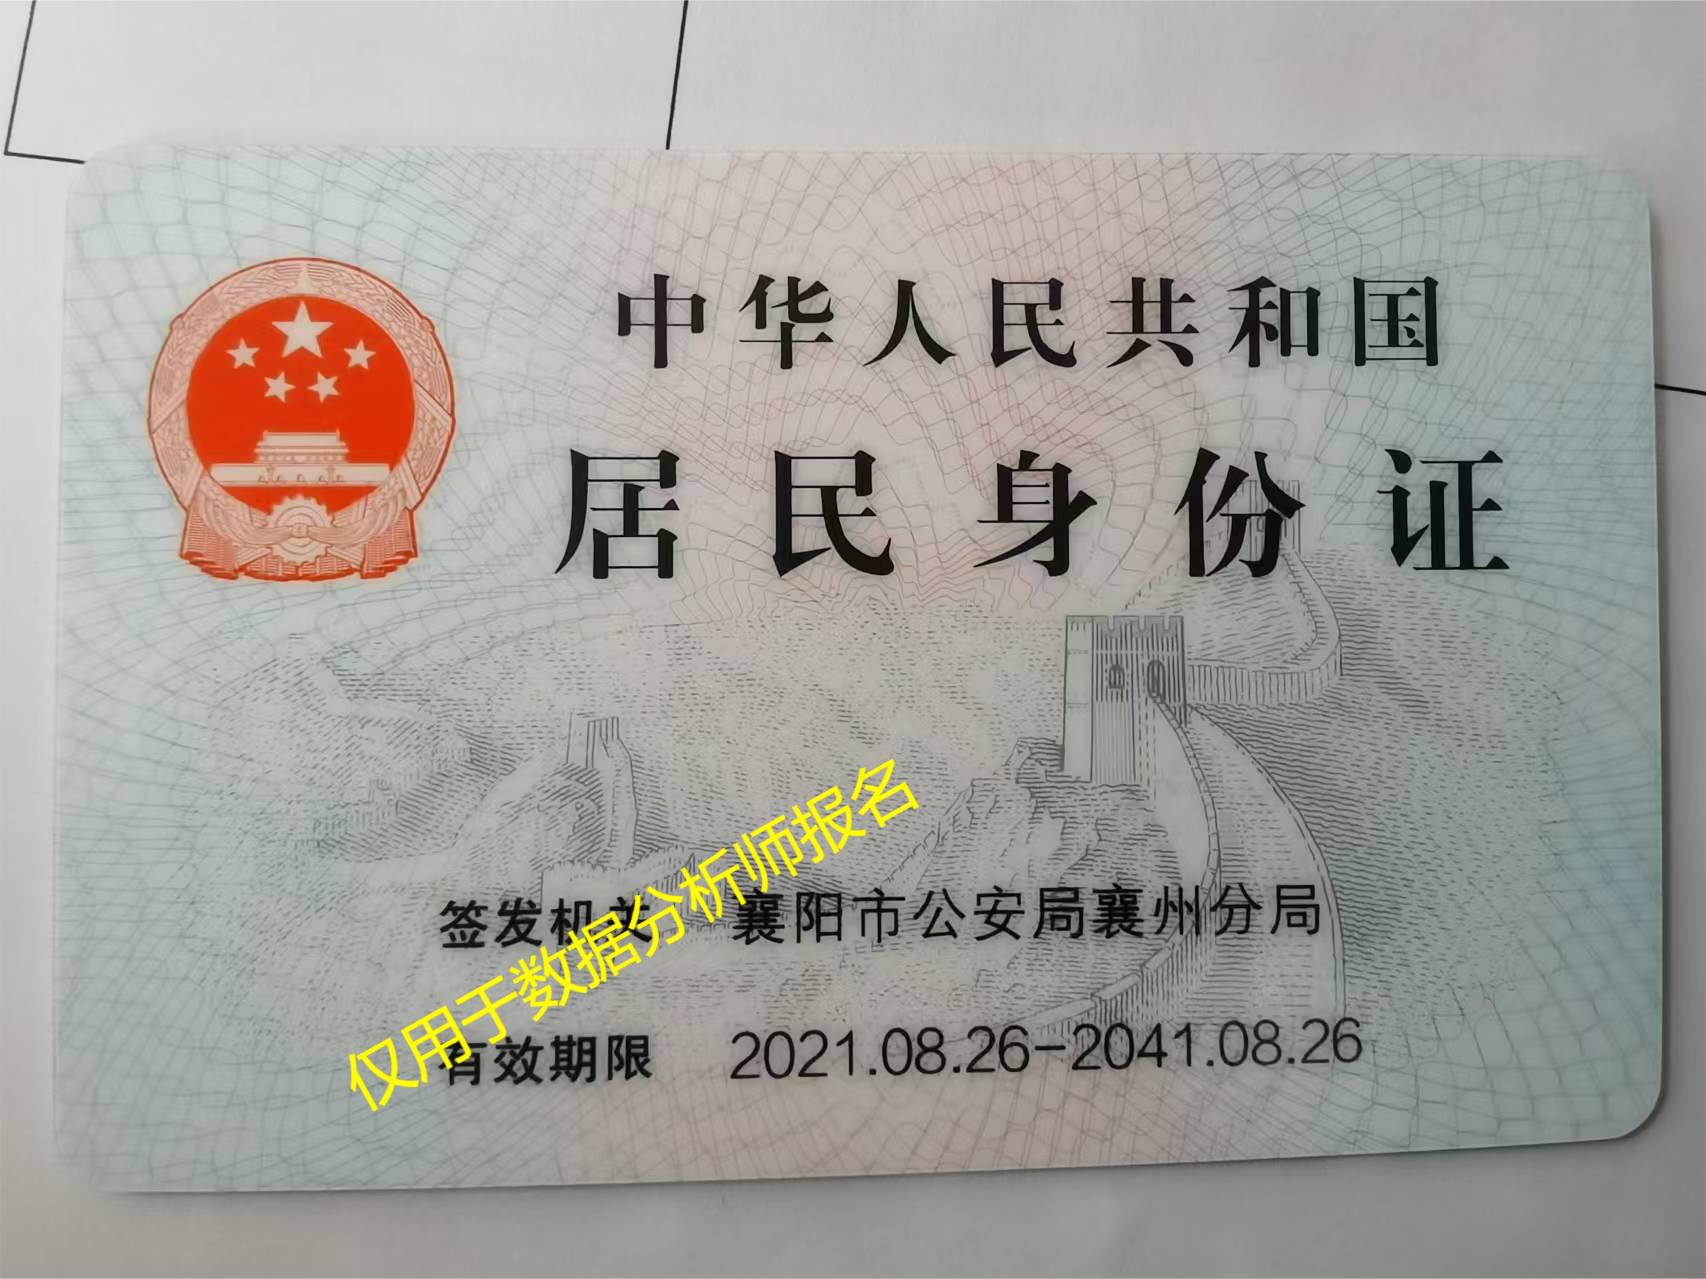 中华人民共和国
居民身份证
签发机关 襄阳市公安局襄州分局
有效期限 2021.08.26-2041.08.26
仅用于数据分析师报名